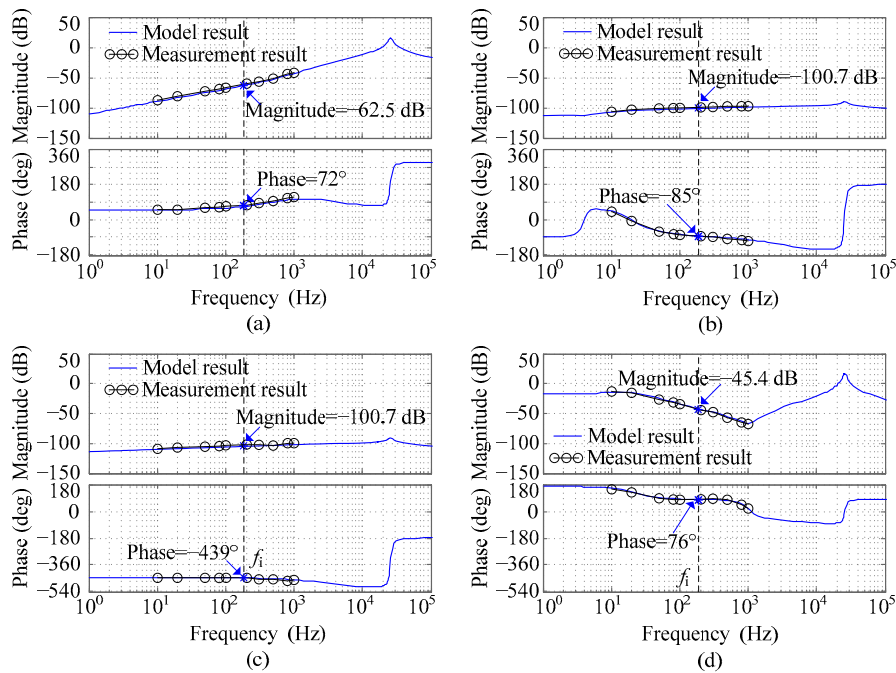 Magnitude (dB)
50
0
−50
−100
−150
Model result
Measurement result
Magnitude=−62.5 dB
Phase (deg)
360
180
0
−180
Phase=72°
10^0 10^1 10^2 10^3 10^4 10^5
Frequency (Hz)
(a)
Magnitude (dB)
50
0
−50
−100
−150
Model result
Measurement result
Magnitude=−100.7 dB
Phase (deg)
360
180
0
−180
Phase=−85°
10^0 10^1 10^2 10^3 10^4 10^5
Frequency (Hz)
(b)
Magnitude (dB)
50
0
−50
−100
−150
Model result
Measurement result
Magnitude=−100.7 dB
Phase (deg)
180
0
−180
−360
−540
Phase=−439°
f_i
10^0 10^1 10^2 10^3 10^4 10^5
Frequency (Hz)
(c)
Magnitude (dB)
50
0
−50
−100
−150
Magnitude=−45.4 dB
Model result
Measurement result
Phase (deg)
180
0
−180
−360
−540
Phase=76°
f_i
10^0 10^1 10^2 10^3 10^4 10^5
Frequency (Hz)
(d)